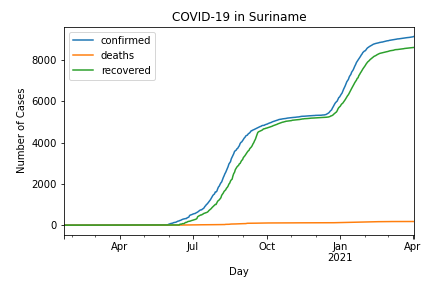 COVID-19 in Suriname
confirmed
deaths
recovered
Number of Cases
8000
6000
4000
2000
0
Apr Jul Oct Jan Apr
2021
Day